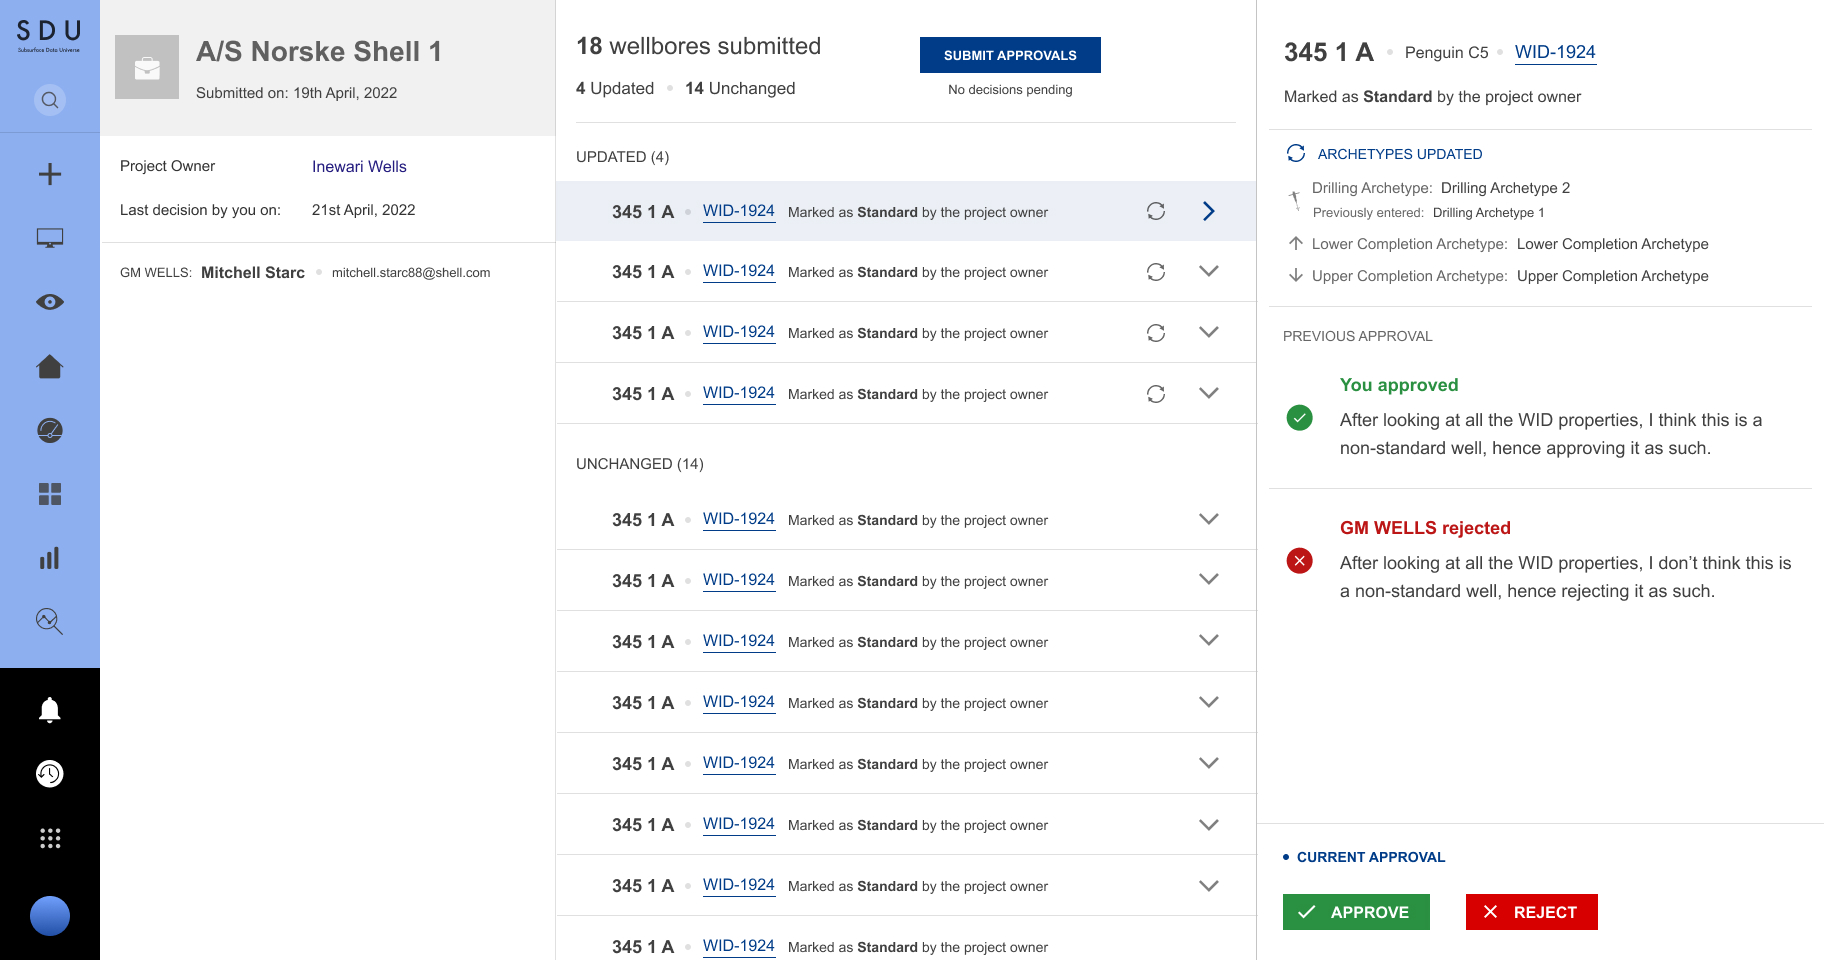 SDU
Subsurface Data Universe
A/S Norske Shell 1
Submitted on: 19th April, 2022
Project Owner Inewari Wells
Last decision by you on: 21st April, 2022
GM WELLS: Mitchell Starc mitchell.starc88@shell.com
18 wellbores submitted
4 Updated 14 Unchanged
SUBMIT APPROVALS
No decisions pending
UPDATED (4)
345 1 A WID-1924 Marked as Standard by the project owner
345 1 A WID-1924 Marked as Standard by the project owner
345 1 A WID-1924 Marked as Standard by the project owner
345 1 A WID-1924 Marked as Standard by the project owner
UNCHANGED (14)
345 1 A WID-1924 Marked as Standard by the project owner
345 1 A WID-1924 Marked as Standard by the project owner
345 1 A WID-1924 Marked as Standard by the project owner
345 1 A WID-1924 Marked as Standard by the project owner
345 1 A WID-1924 Marked as Standard by the project owner
345 1 A WID-1924 Marked as Standard by the project owner
345 1 A WID-1924 Marked as Standard by the project owner
345 1 A WID-1924 Marked as Standard by the project owner
345 1 A Penguin C5 WID-1924
Marked as Standard by the project owner
ARCHETYPES UPDATED
Drilling Archetype: Drilling Archetype 2
Previously entered: Drilling Archetype 1
Lower Completion Archetype: Lower Completion Archetype
Upper Completion Archetype: Upper Completion Archetype
PREVIOUS APPROVAL
You approved
After looking at all the WID properties, I think this is a
non-standard well, hence approving it as such.
GM WELLS rejected
After looking at all the WID properties, I don’t think this is
a non-standard well, hence rejecting it as such.
CURRENT APPROVAL
APPROVE
REJECT